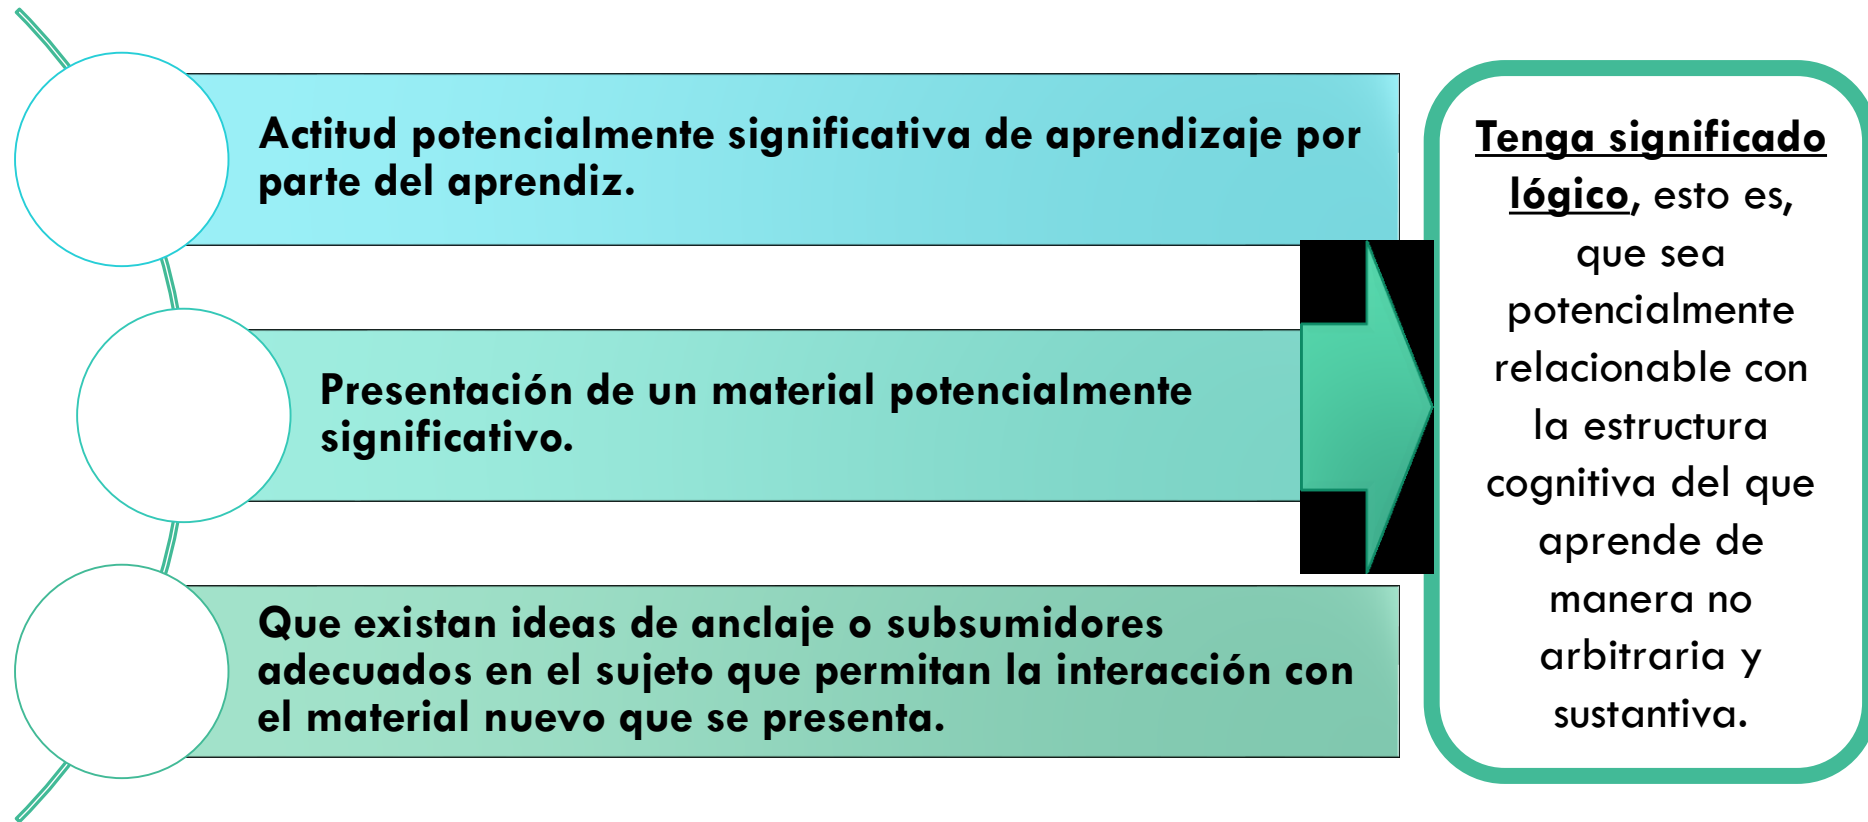 Actitud potencialmente significativa de aprendizaje por
parte del aprendiz.
Presentación de un material potencialmente
significativo.
Que existan ideas de anclaje o subsumidores
adecuados en el sujeto que permitan la interacción con
el material nuevo que se presenta.
Tenga significado
lógico, esto es,
que sea
potencialmente
relacionable con
la estructura
cognitiva del que
aprende de
manera no
arbitraria y
sustantiva.